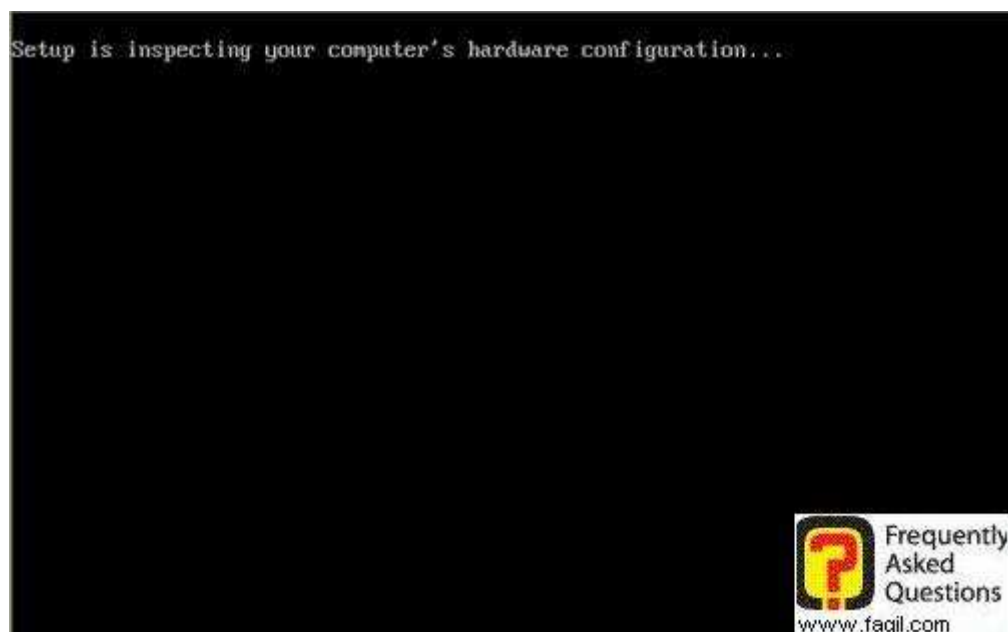 Setup is inspecting your computer's hardware configuration...
Frequently
Asked
Questions
www.faqil.com